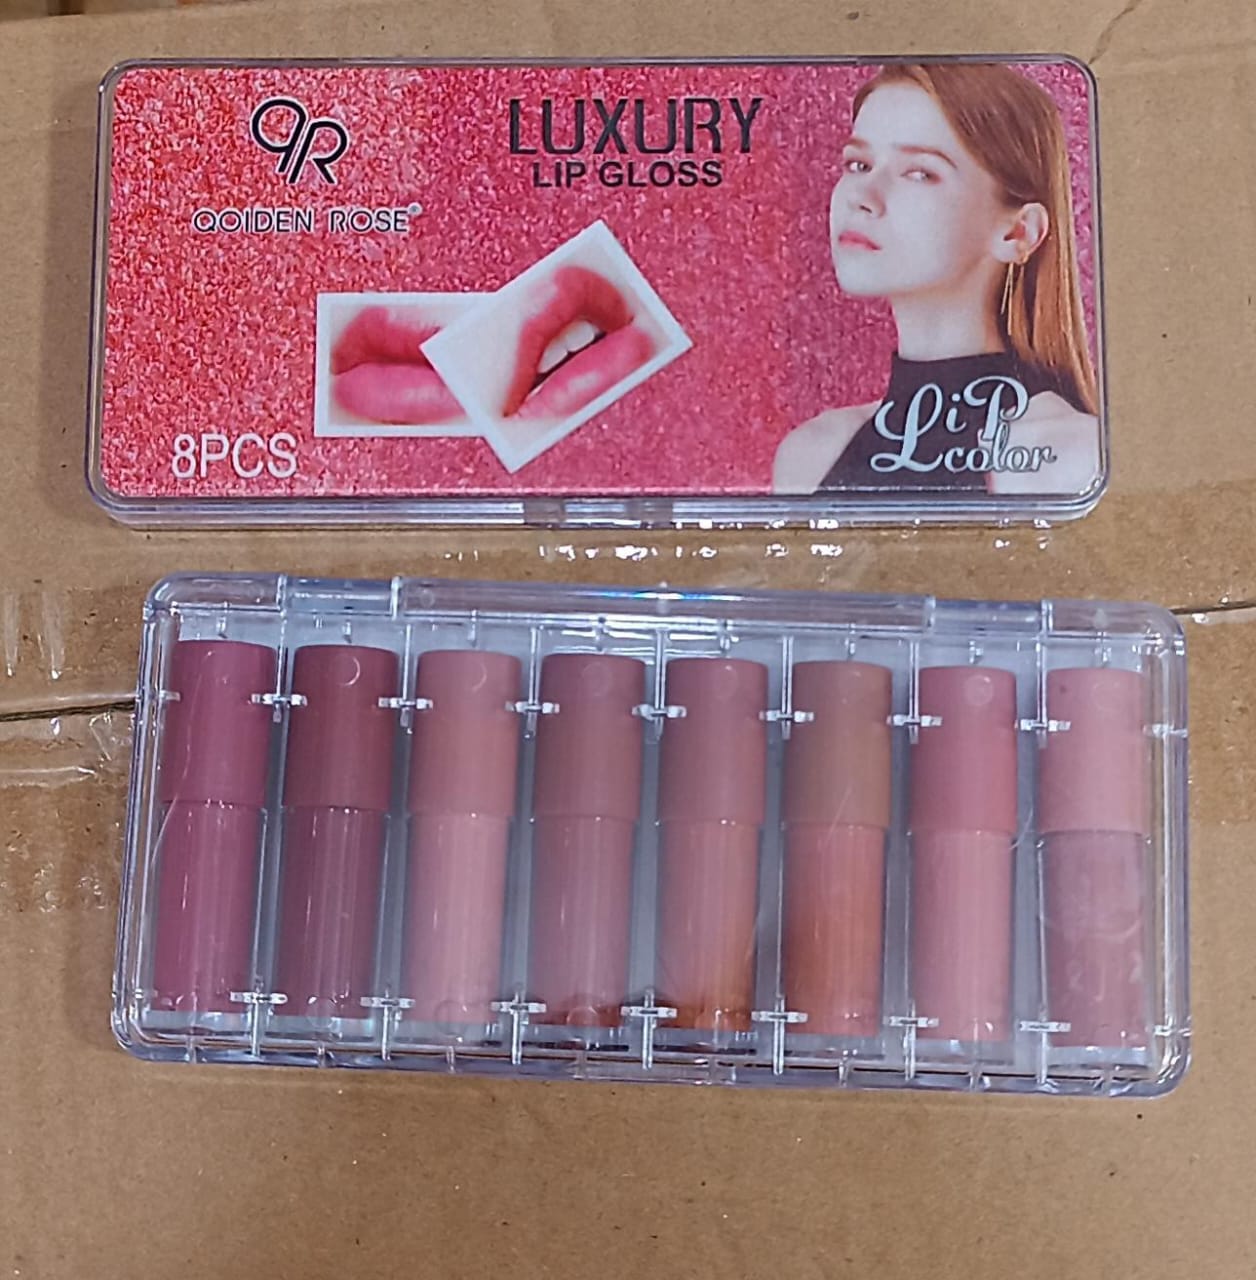 QR
QOIDEN ROSE®
LUXURY
LIP GLOSS
8PCS
LiP
color